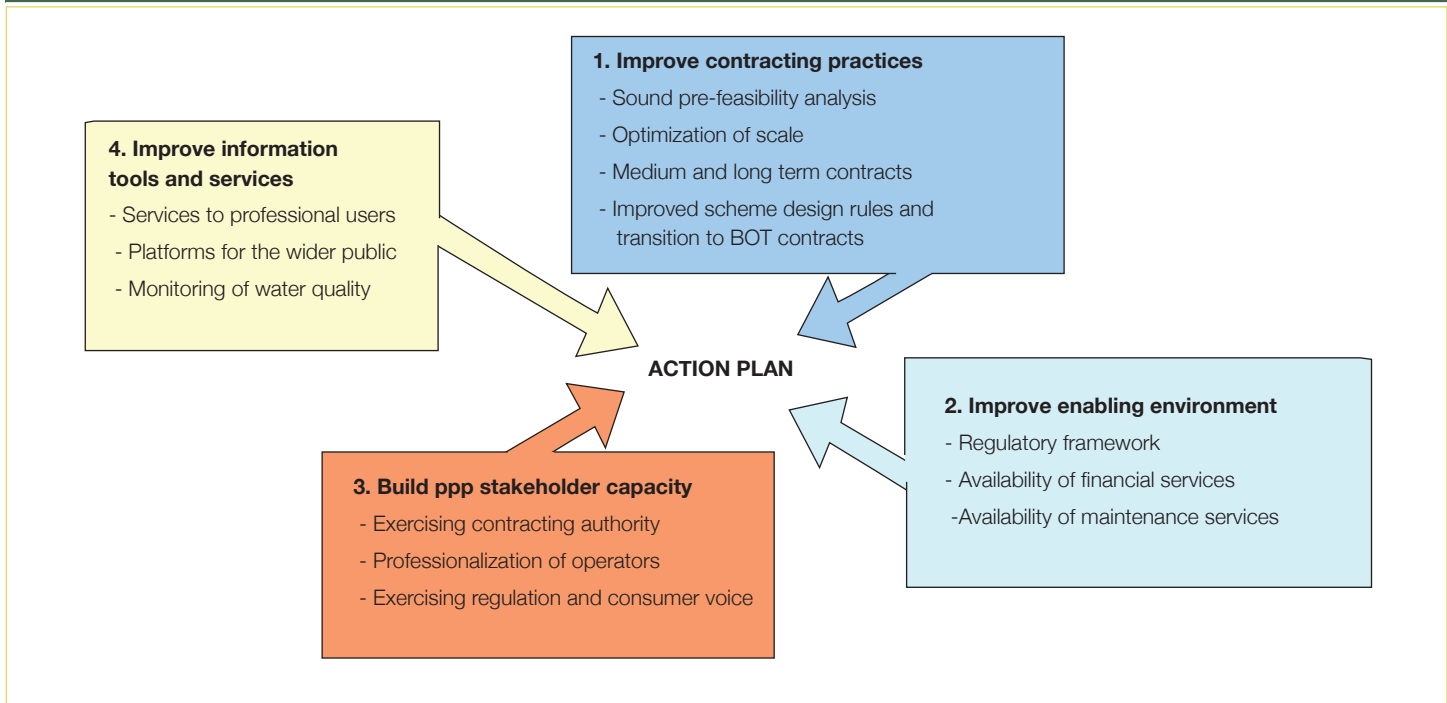 1. Improve contracting practices
- Sound pre-feasibility analysis
- Optimization of scale
- Medium and long term contracts
- Improved scheme design rules and
transition to BOT contracts
4. Improve information
tools and services
- Services to professional users
- Platforms for the wider public
- Monitoring of water quality
ACTION PLAN
2. Improve enabling environment
- Regulatory framework
- Availability of financial services
-Availability of maintenance services
3. Build ppp stakeholder capacity
- Exercising contracting authority
- Professionalization of operators
- Exercising regulation and consumer voice